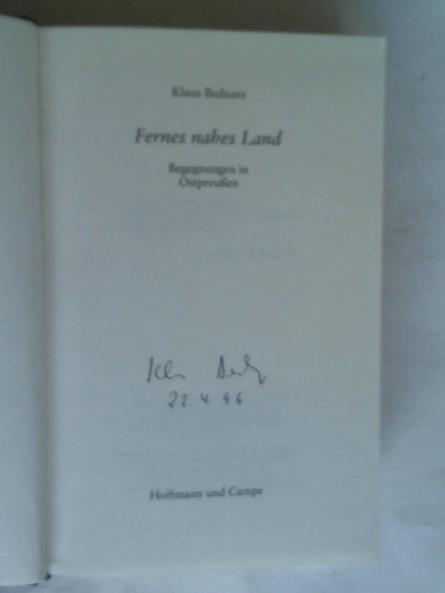 Klaus Bednarz
Fernes nahes Land
Begegnungen in
Ostpreußen
22.4.96
Hoffmann und Campe